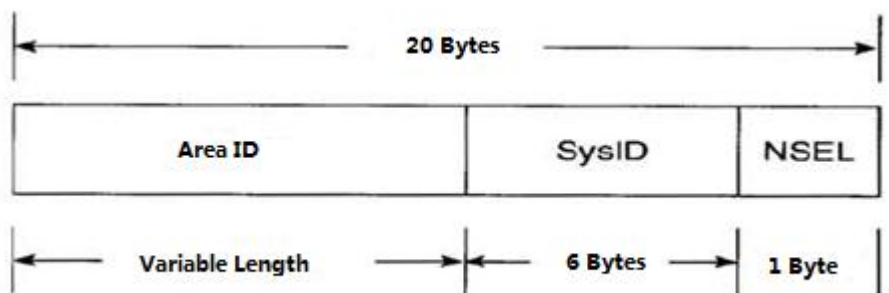 20 Bytes
Area ID SysID NSEL
Variable Length 6 Bytes 1 Byte